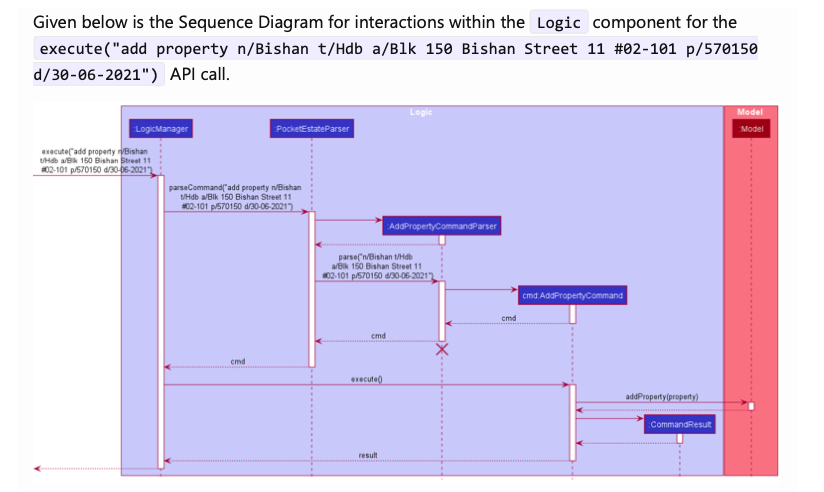 Given below is the Sequence Diagram for interactions within the Logic component for the
execute("add property n/Bishan t/Hdb a/Blk 150 Bishan Street 11 #02-101 p/570150
d/30-06-2021") API call.
Logic
Model
:LogicManager
:PocketEstateParser
:Model
execute("add property n/Bishan
t/Hdb a/Blk 150 Bishan Street 11
#02-101 p/570150 d/30-06-2021")
parseCommand("add property n/Bishan
t/Hdb a/Blk 150 Bishan Street 11
#02-101 p/570150 d/30-06-2021")
:AddPropertyCommandParser
parse("n/Bishan t/Hdb
a/Blk 150 Bishan Street 11
#02-101 p/570150 d/30-06-2021")
cmd:AddPropertyCommand
cmd
cmd
cmd
execute()
addProperty(property)
:CommandResult
result